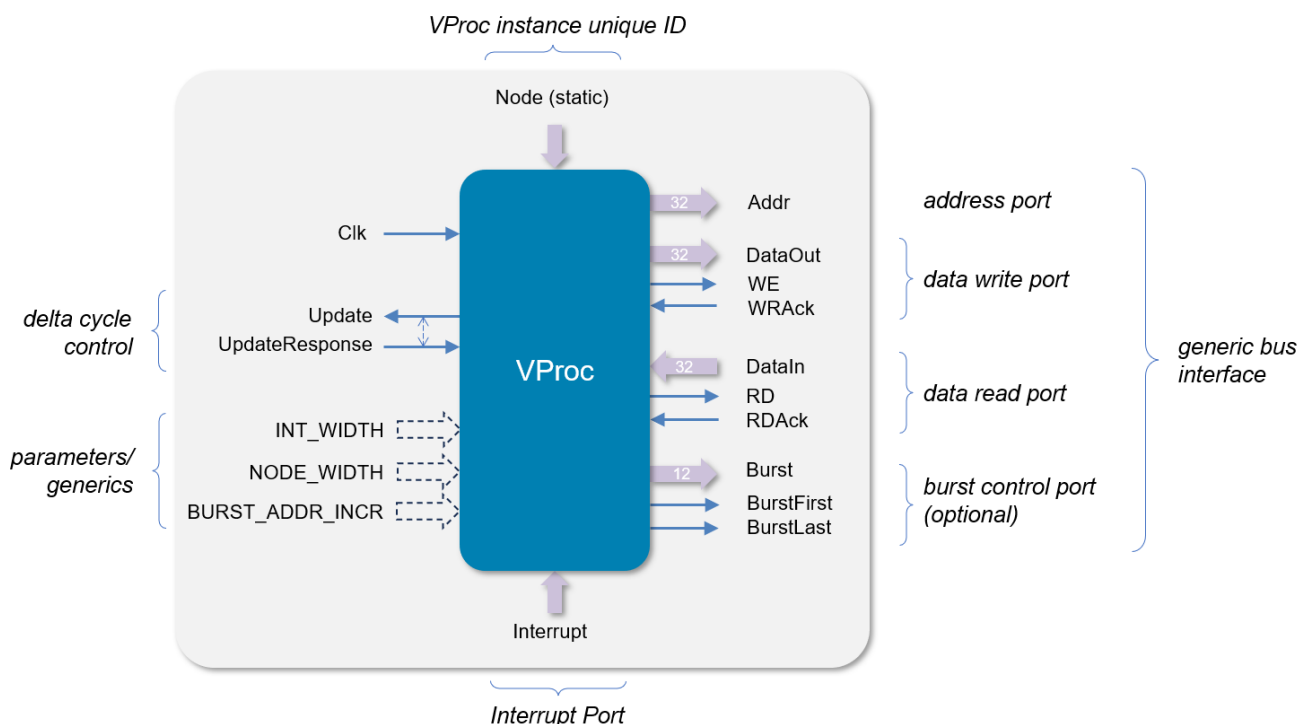 VProc instance unique ID
Node (static)
32
Addr
address port
Clk
32
DataOut
WE
WRAck
data write port
delta cycle
control
Update
UpdateResponse
VProc
32
DataIn
RD
RDAck
data read port
generic bus
interface
parameters/
generics
INT_WIDTH
NODE_WIDTH
BURST_ADDR_INCR
12
Burst
BurstFirst
BurstLast
burst control port
(optional)
Interrupt
Interrupt Port